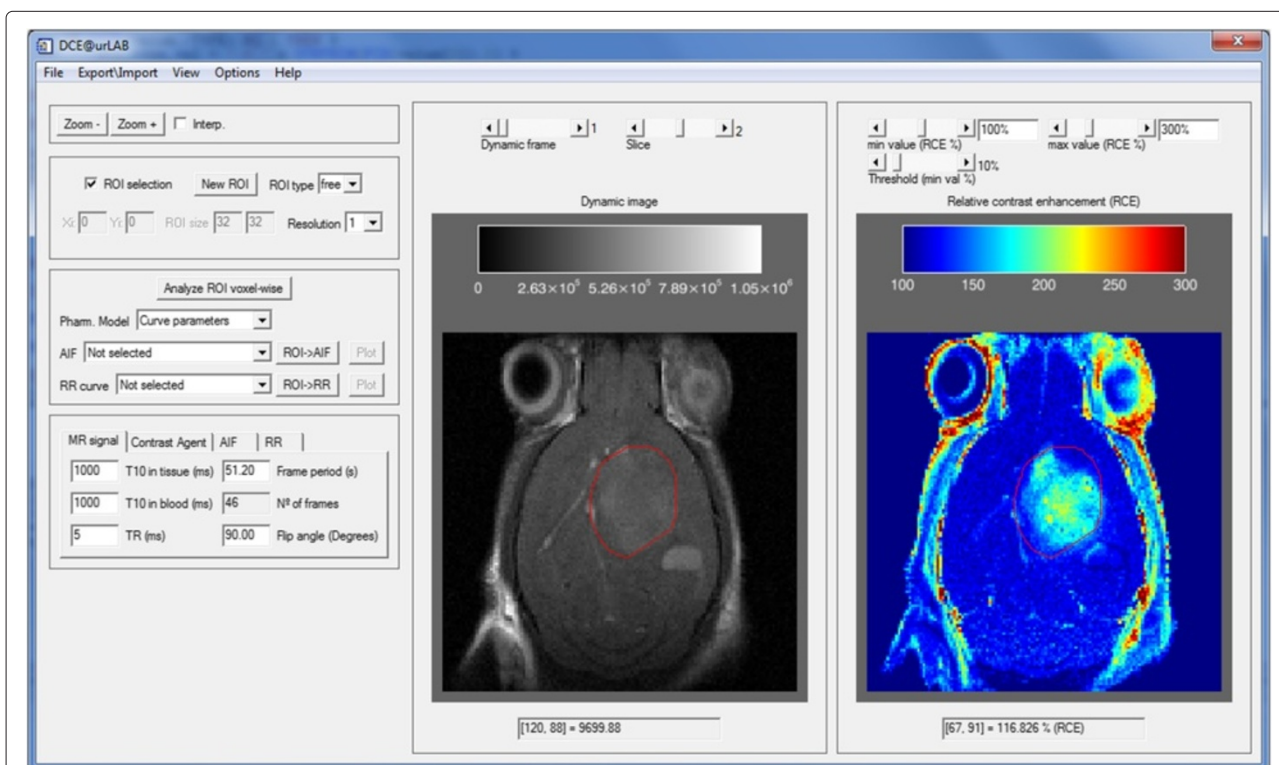 DCE@urLAB
File Export\Import View Options Help
Zoom - Zoom + Interp.
ROI selection New ROI ROI type free
Xi: 0 Yi: 0 ROI size 32 32 Resolution 1
Analyze ROI voxel-wise
Pharm. Model Curve parameters
AIF Not selected ROI->AIF Plot
RR curve Not selected ROI->RR Plot
MR signal Contrast Agent AIF RR
1000 T10 in tissue (ms) 51.20 Frame period (s)
1000 T10 in blood (ms) 46 Nº of frames
5 TR (ms) 90.00 Flip angle (Degrees)
1 2
Dynamic frame Slice
Dynamic image
0 2.63×10⁵ 5.26×10⁵ 7.89×10⁵ 1.05×10⁶
[120, 88] = 9699.88
100% 300%
min value (RCE %) max value (RCE %)
10%
Threshold (min val %)
Relative contrast enhancement (RCE)
100 150 200 250 300
[67, 91] = 116.826 % (RCE)